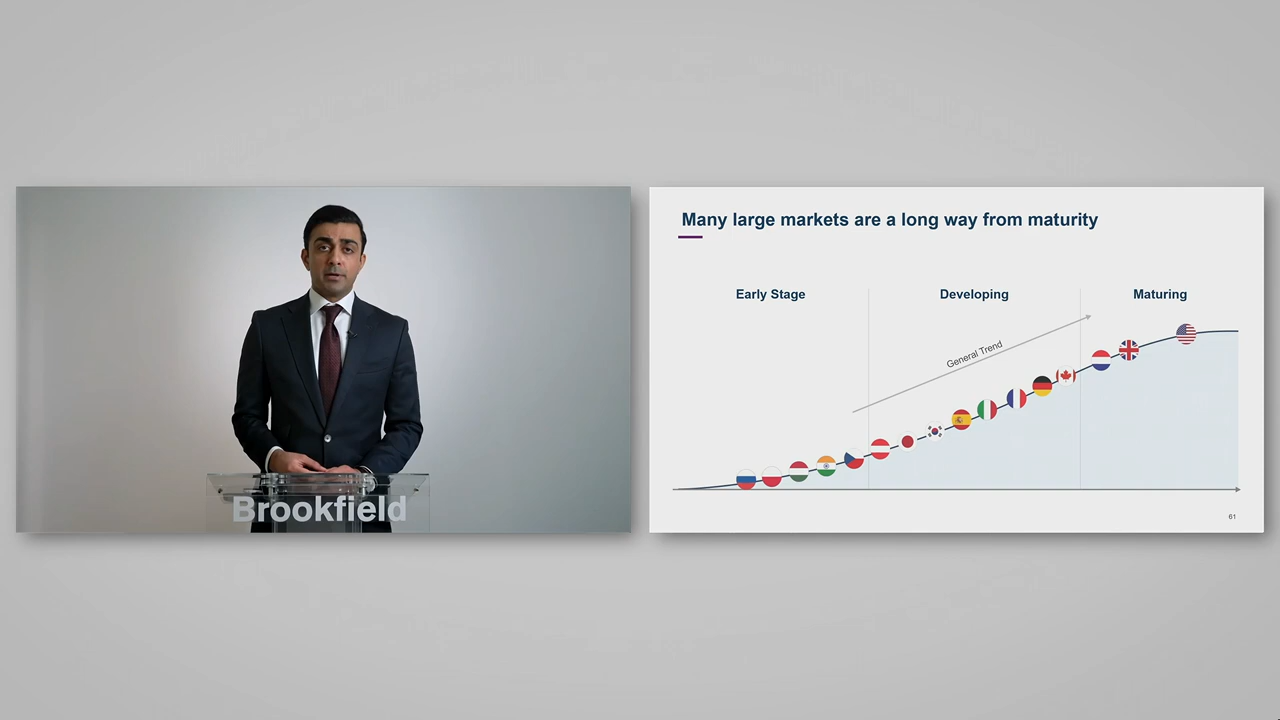 Brookfield
Many large markets are a long way from maturity
Early Stage
Developing
Maturing
General Trend
61